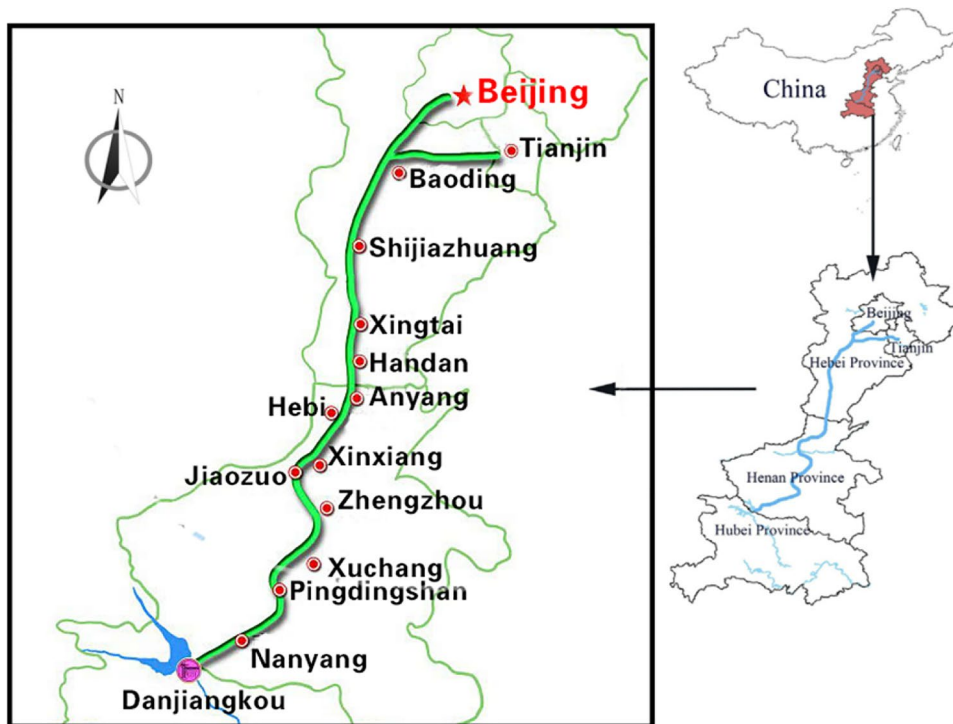 N
Beijing
Tianjin
Baoding
Shijiazhuang
Xingtai
Handan
Anyang
Hebi
Xinxiang
Jiaozuo
Zhengzhou
Xuchang
Pingdingshan
Nanyang
Danjiangkou
China
Beijing
Tianjin
Hebei Province
Henan Province
Hubei Province